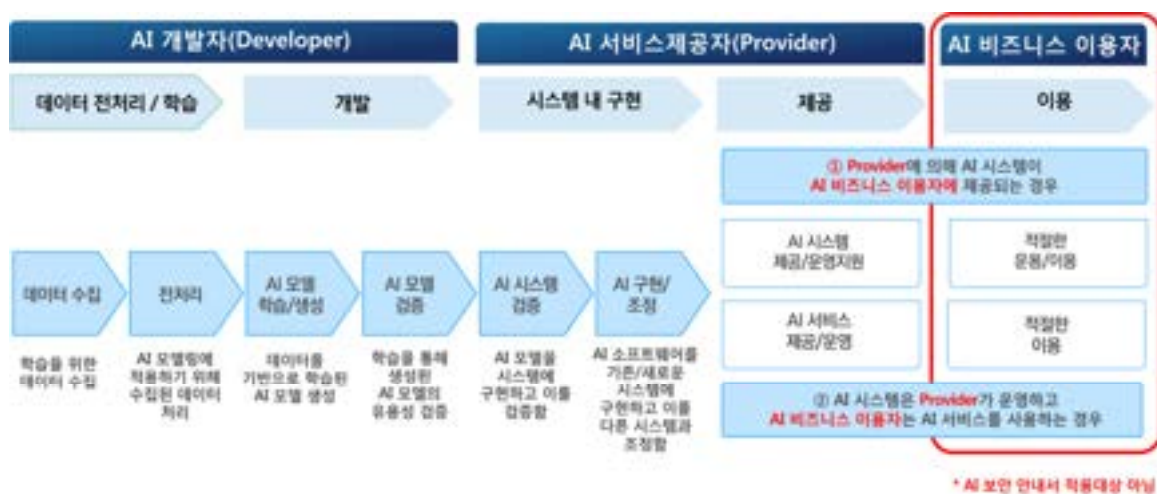 AI 개발자(Developer)
AI 서비스제공자(Provider)
AI 비즈니스 이용자
데이터 전처리 / 학습
개발
시스템 내 구현
제공
이용
① Provider에 의해 AI 시스템이
AI 비즈니스 이용자에 제공되는 경우
AI 시스템
제공/운영지원
적절한
운용/이용
데이터 수집
전처리
AI 모델
학습/생성
AI 모델
검증
AI 시스템
검증
AI 구현/
조정
AI 서비스
제공/운영
적절한
이용
학습을 위한
데이터 수집
AI 모델링에
적용하기 위해
수집된 데이터
처리
데이터를
기반으로 학습된
AI 모델 생성
학습을 통해
생성된
AI 모델의
유용성 검증
AI 모델을
시스템에
구현하고 이를
검증함
AI 소프트웨어를
기존/새로운
시스템에
구현하고 이를
다른 시스템과
조정함
② AI 시스템은 Provider가 운영하고
AI 비즈니스 이용자는 AI 서비스를 사용하는 경우
* AI 보안 안내서 적용대상 아님